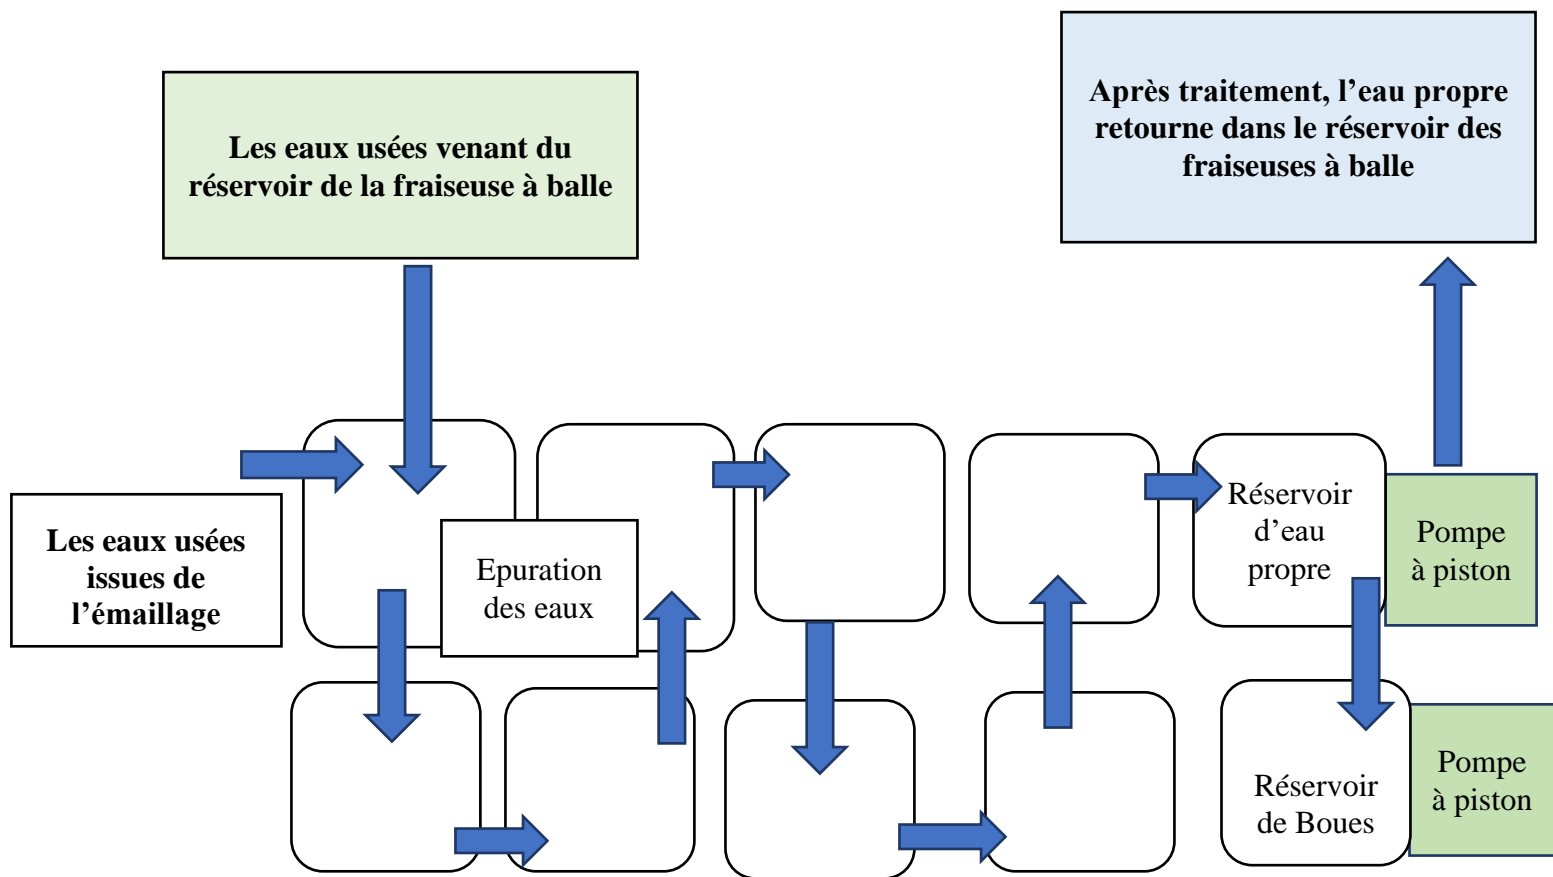 Les eaux usées venant du
réservoir de la fraiseuse à balle
Après traitement, l’eau propre
retourne dans le réservoir des
fraiseuses à balle
Les eaux usées
issues de
l’émaillage
Epuration
des eaux
Réservoir
d’eau
propre
Pompe
à piston
Réservoir
de Boues
Pompe
à piston